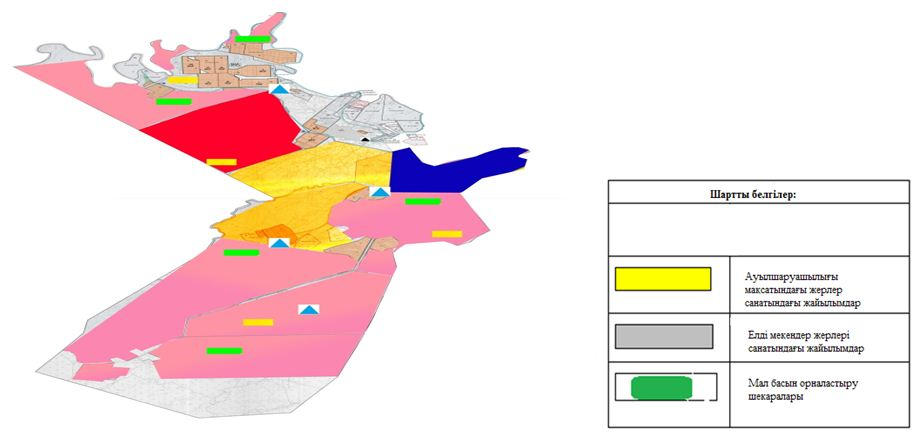 Шартты белгілер:
Ауылшаруашылығы
мақсатындағы жерлер
санатындағы жайылымдар
Елді мекендер жерлері
санатындағы жайылымдар
Мал басын орналастыру
шекаралары